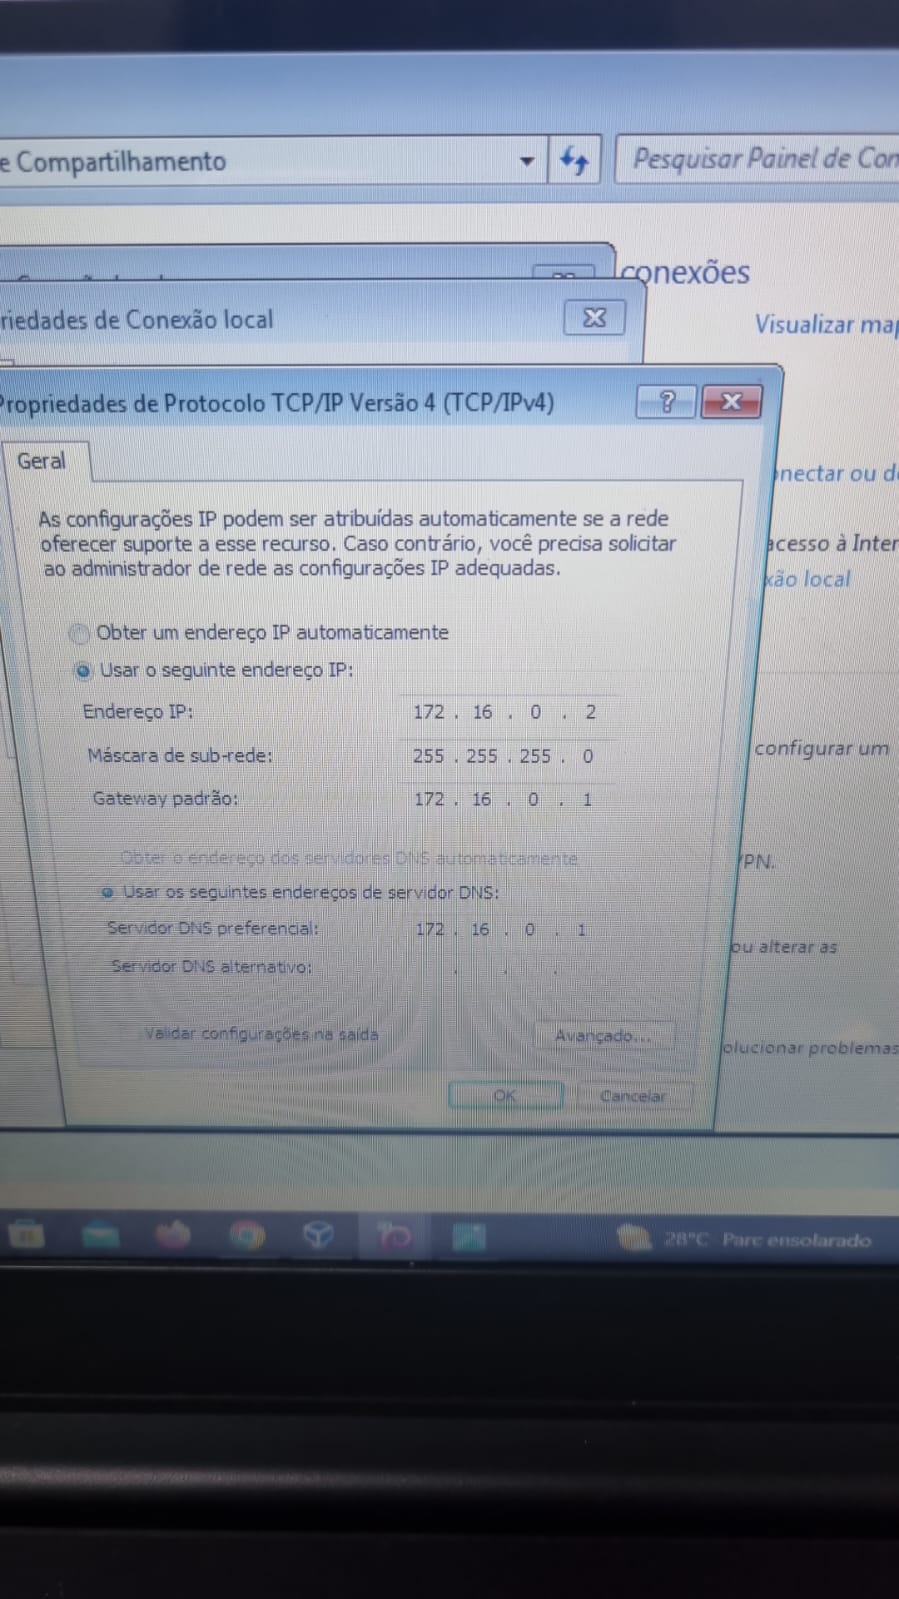 e Compartilhamento
Pesquisar Painel de Con
conexões
riedades de Conexão local
Visualizar map
Propriedades de Protocolo TCP/IP Versão 4 (TCP/IPv4)
Geral
onectar ou de
As configurações IP podem ser atribuídas automaticamente se a rede
oferecer suporte a esse recurso. Caso contrário, você precisa solicitar
ao administrador de rede as configurações IP adequadas.
acesso à Inter
xão local
Obter um endereço IP automaticamente
Usar o seguinte endereço IP:
Endereço IP: 172 . 16 . 0 . 2
Máscara de sub-rede: 255 . 255 . 255 . 0
configurar um
Gateway padrão: 172 . 16 . 0 . 1
Obter o endereço dos servidores DNS automaticamente
VPN.
Usar os seguintes endereços de servidor DNS:
Servidor DNS preferencial: 172 . 16 . 0 . 1
ou alterar as
Servidor DNS alternativo: . . .
Validar configurações na saída
Avançado...
olucionar problemas
OK
Cancelar
28°C Parc ensolarado